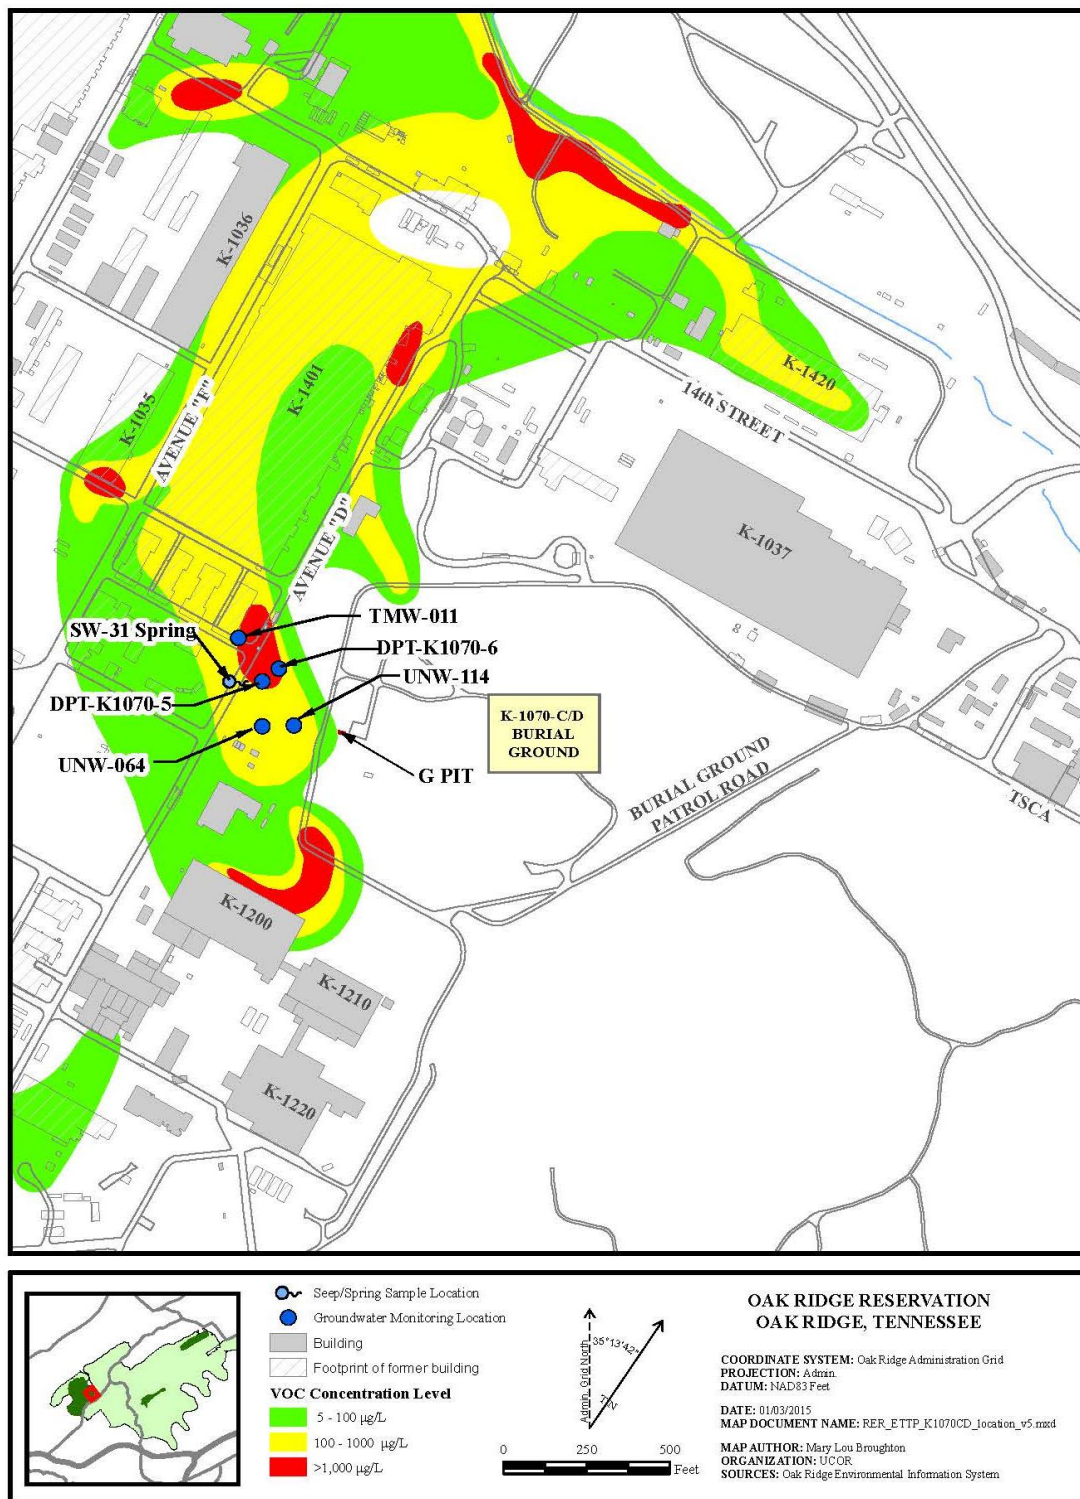 K-1036
K-1401
K-1035
AVENUE "F"
K-1420
14th STREET
K-1037
AVENUE "D"
TMW-011
SW-31 Spring
DPT-K1070-6
UNW-114
DPT-K1070-5
K-1070-C/D
BURIAL
GROUND
UNW-064
G PIT
BURIAL GROUND
PATROL ROAD
TSCA
K-1200
K-1210
K-1220
Seep/Spring Sample Location
Groundwater Monitoring Location
Building
Footprint of former building
VOC Concentration Level
5 - 100 µg/L
100 - 1000 µg/L
>1,000 µg/L
Admin. Grid North
35°13'42"
T/N
0 250 500
Feet
OAK RIDGE RESERVATION
OAK RIDGE, TENNESSEE
COORDINATE SYSTEM: Oak Ridge Administration Grid
PROJECTION: Admin.
DATUM: NAD83 Feet
DATE: 01/03/2015
MAP DOCUMENT NAME: RER_ETTP_K1070CD_location_v5.mxd
MAP AUTHOR: Mary Lou Broughton
ORGANIZATION: UCOR
SOURCES: Oak Ridge Environmental Information System